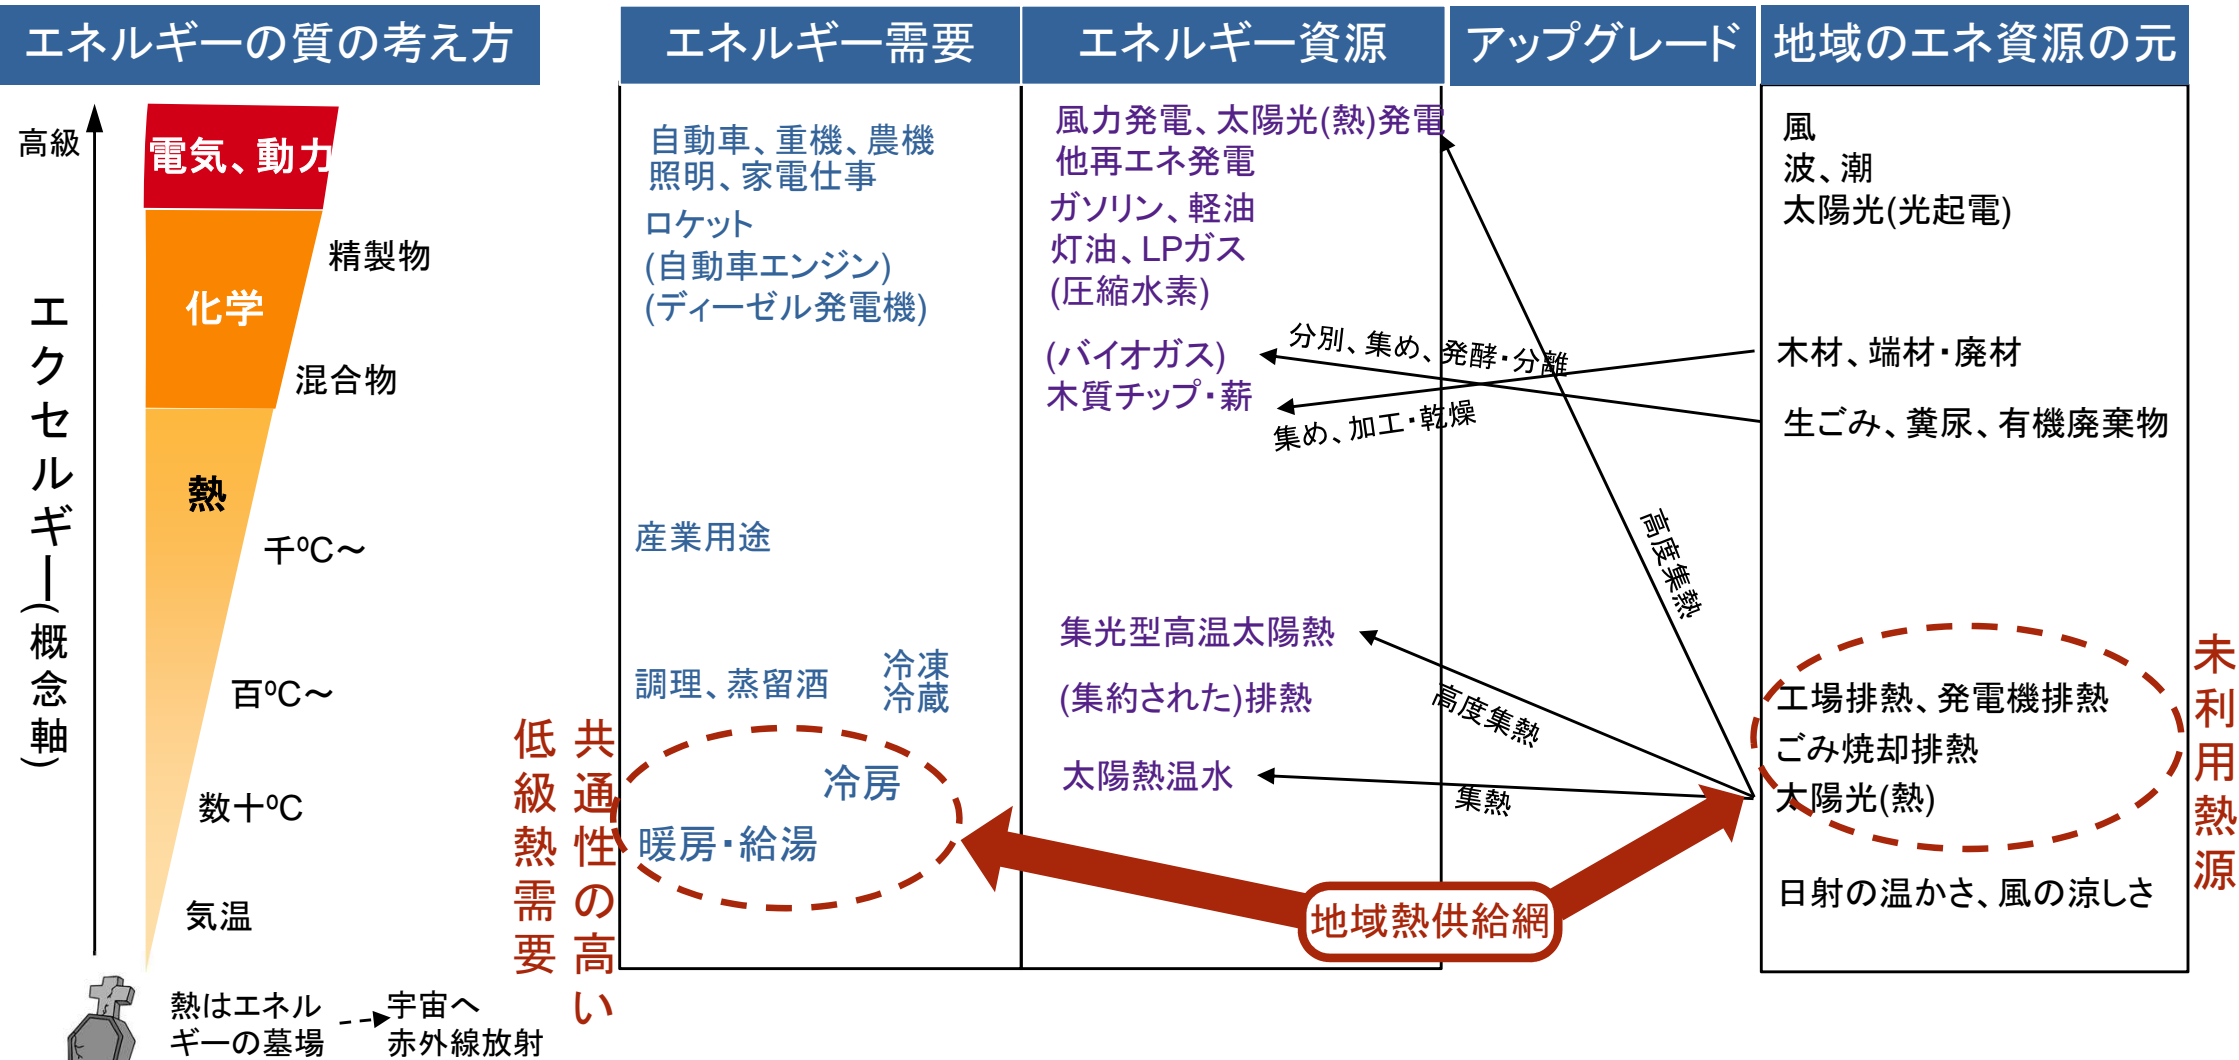 エネルギーの質の考え方
エネルギー需要
エネルギー資源
アップグレード
地域のエネ資源の元
高級
エクセルギー(概念軸)
電気、動力
化学
熱
精製物
混合物
千ºC～
百ºC～
数十ºC
気温
熱はエネル
ギーの墓場
宇宙へ
赤外線放射
自動車、重機、農機
照明、家電仕事
ロケット
(自動車エンジン)
(ディーゼル発電機)
産業用途
調理、蒸留酒
冷凍
冷蔵
冷房
暖房・給湯
共通性の高い
低級熱需要
風力発電、太陽光(熱)発電
他再エネ発電
ガソリン、軽油
灯油、LPガス
(圧縮水素)
(バイオガス)
木質チップ・薪
集光型高温太陽熱
(集約された)排熱
太陽熱温水
分別、集め、発酵・分離
集め、加工・乾燥
高度集熱
高度集熱
集熱
地域熱供給網
風
波、潮
太陽光(光起電)
木材、端材・廃材
生ごみ、糞尿、有機廃棄物
工場排熱、発電機排熱
ごみ焼却排熱
太陽光(熱)
日射の温かさ、風の涼しさ
未利用熱源